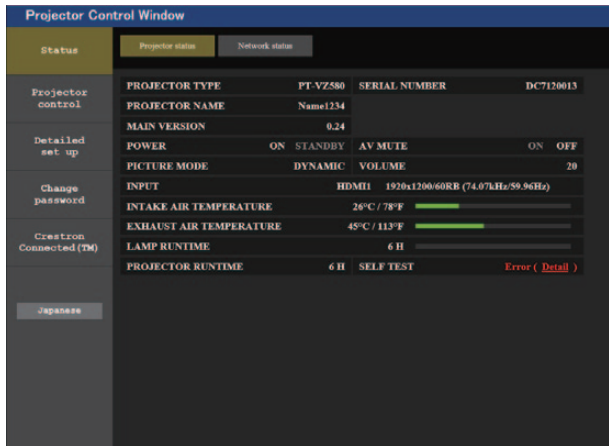 Projector Control Window
Status
Projector status
Network status
Projector
control
Detailed
set up
Change
password
Crestron
Connected(TM)
Japanese
PROJECTOR TYPE PT-VZ580 SERIAL NUMBER DC7120013
PROJECTOR NAME Name1234
MAIN VERSION 0.24
POWER ON STANDBY AV MUTE ON OFF
PICTURE MODE DYNAMIC VOLUME 20
INPUT HDMI1 1920x1200/60RB (74.07kHz/59.96Hz)
INTAKE AIR TEMPERATURE 26°C / 78°F
EXHAUST AIR TEMPERATURE 45°C / 113°F
LAMP RUNTIME 6 H
PROJECTOR RUNTIME 6 H SELF TEST Error ( Detail )